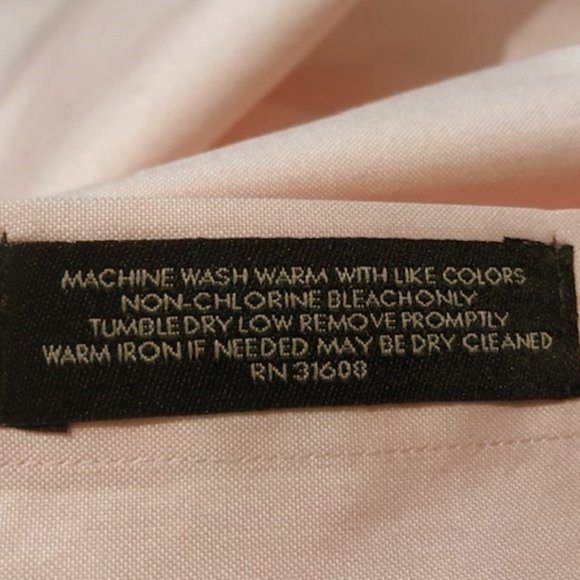 MACHINE WASH WARM WITH LIKE COLORS
NON-CHLORINE BLEACH ONLY
TUMBLE DRY LOW REMOVE PROMPTLY
WARM IRON IF NEEDED MAY BE DRY CLEANED
RN 31608